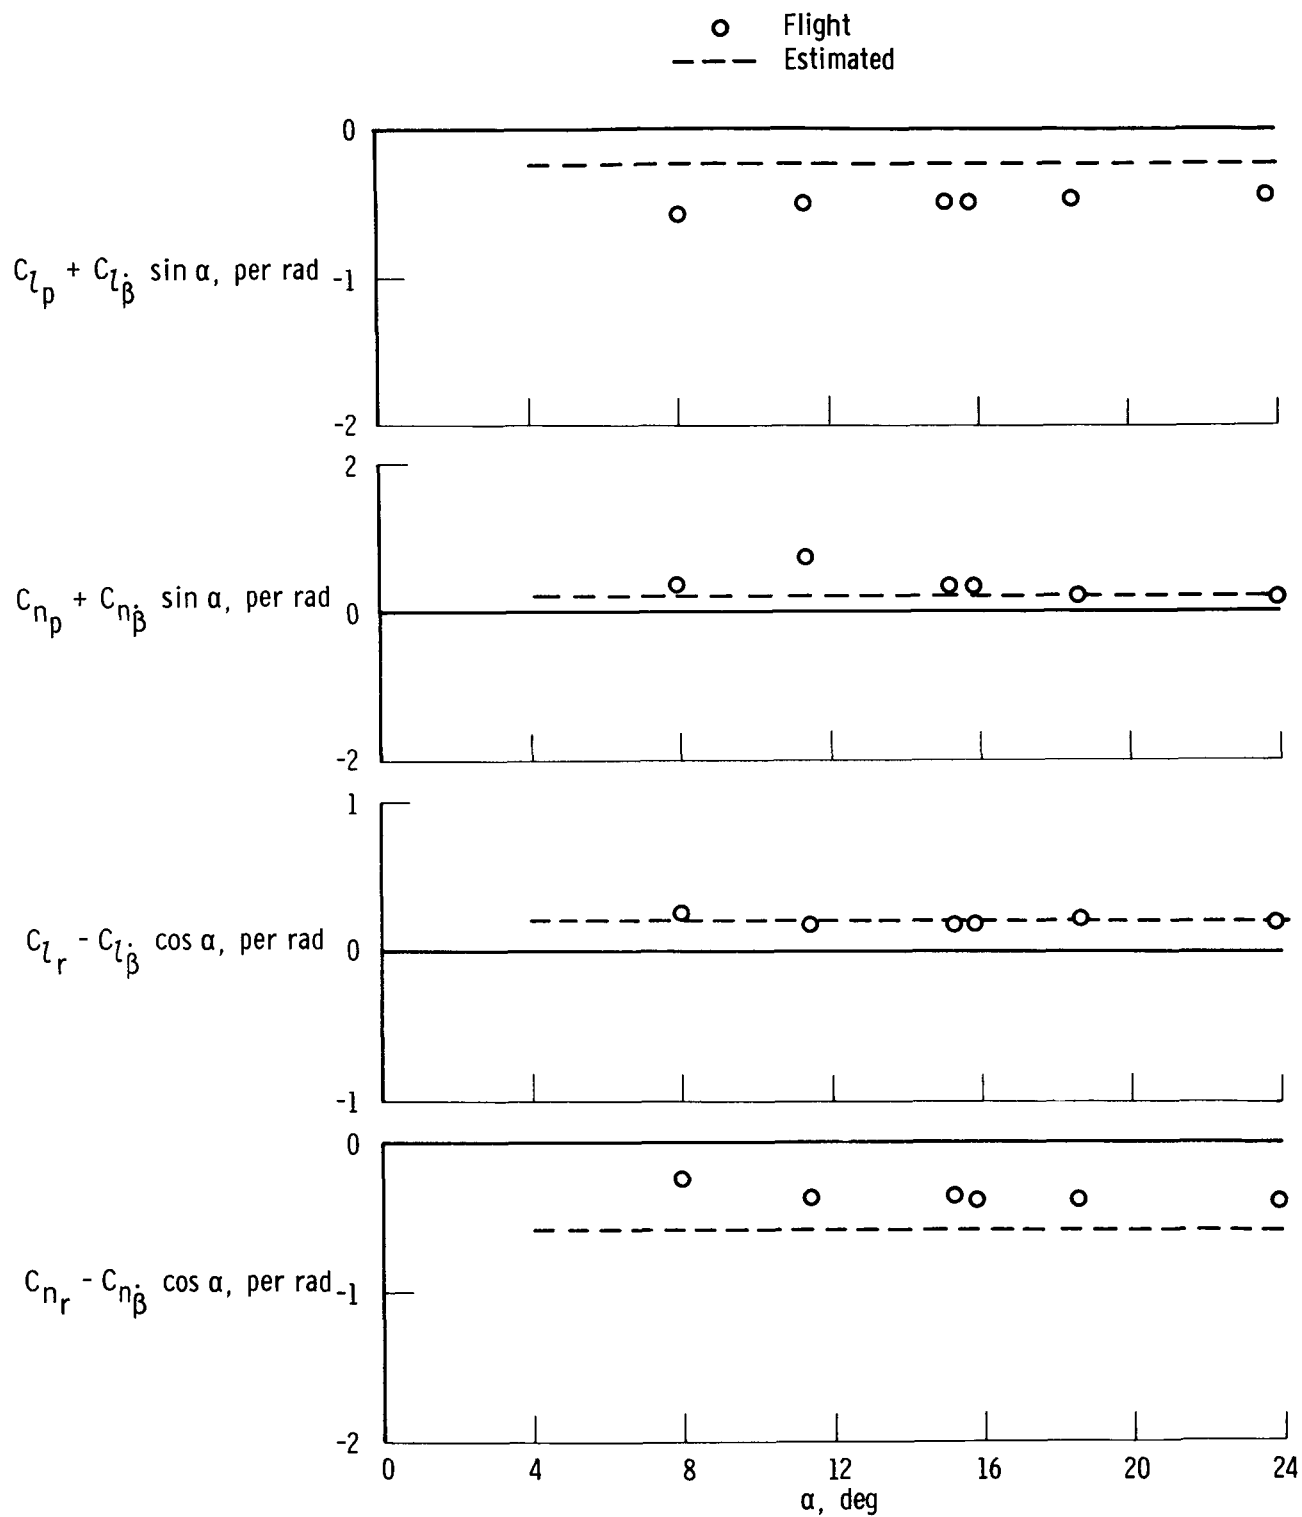 Flight
Estimated
0
C_{l_p} + C_{l_β̇} sin α, per rad
-1
-2
2
C_{n_p} + C_{n_β̇} sin α, per rad
0
-2
1
C_{l_r} - C_{l_β̇} cos α, per rad
0
-1
0
C_{n_r} - C_{n_β̇} cos α, per rad
-1
-2
0 4 8 12 16 20 24
α, deg